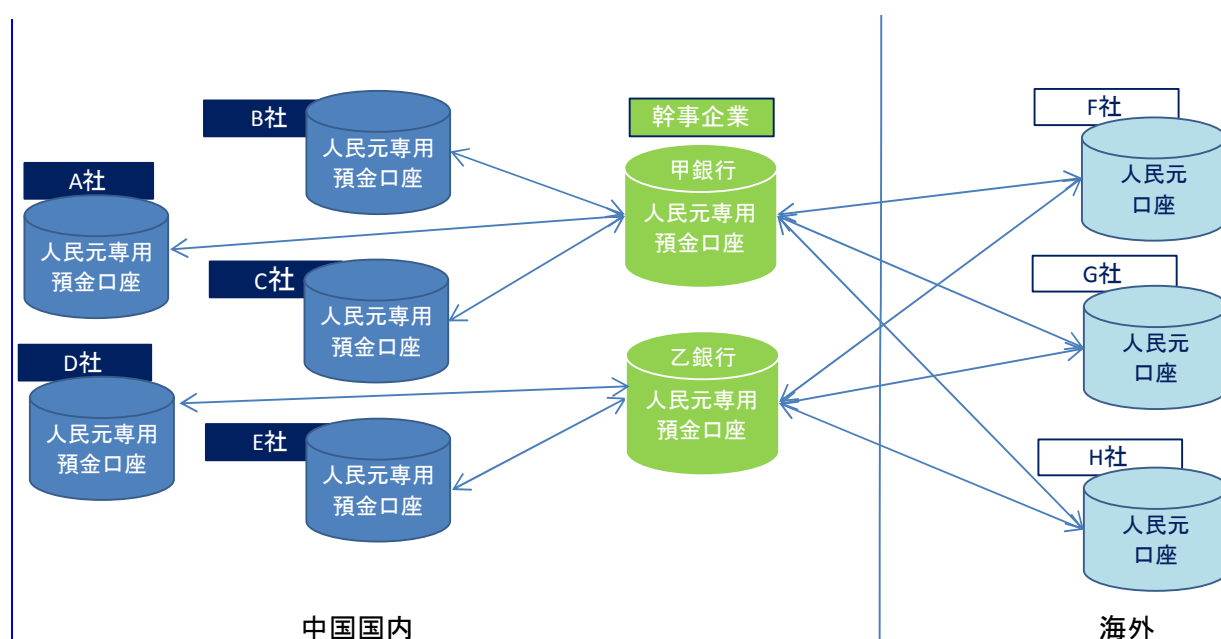 B社
人民元専用
預金口座
幹事企業
甲銀行
人民元専用
預金口座
F社
人民元
口座
A社
人民元専用
預金口座
C社
人民元専用
預金口座
G社
人民元
口座
D社
人民元専用
預金口座
乙銀行
人民元専用
預金口座
E社
人民元専用
預金口座
H社
人民元
口座
中国国内
海外